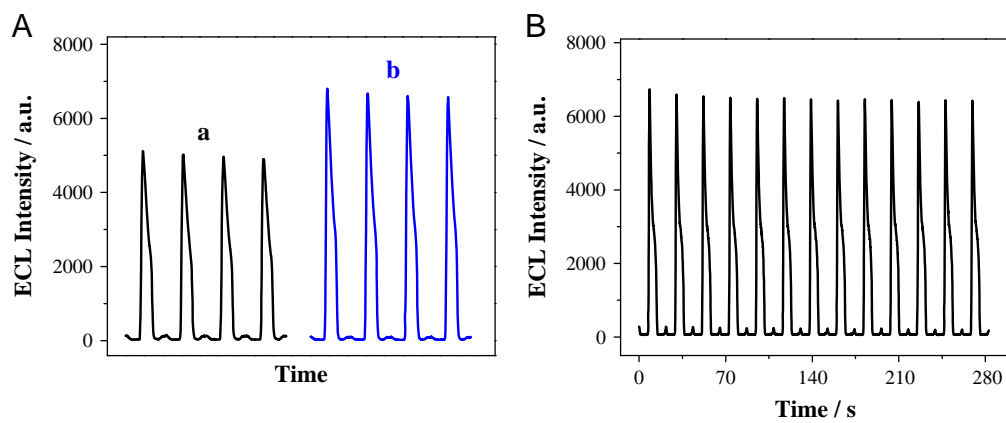 A
8000
6000
4000
2000
0
ECL Intensity / a.u.
Time
a
b
B
8000
6000
4000
2000
0
ECL Intensity / a.u.
0 70 140 210 280
Time / s